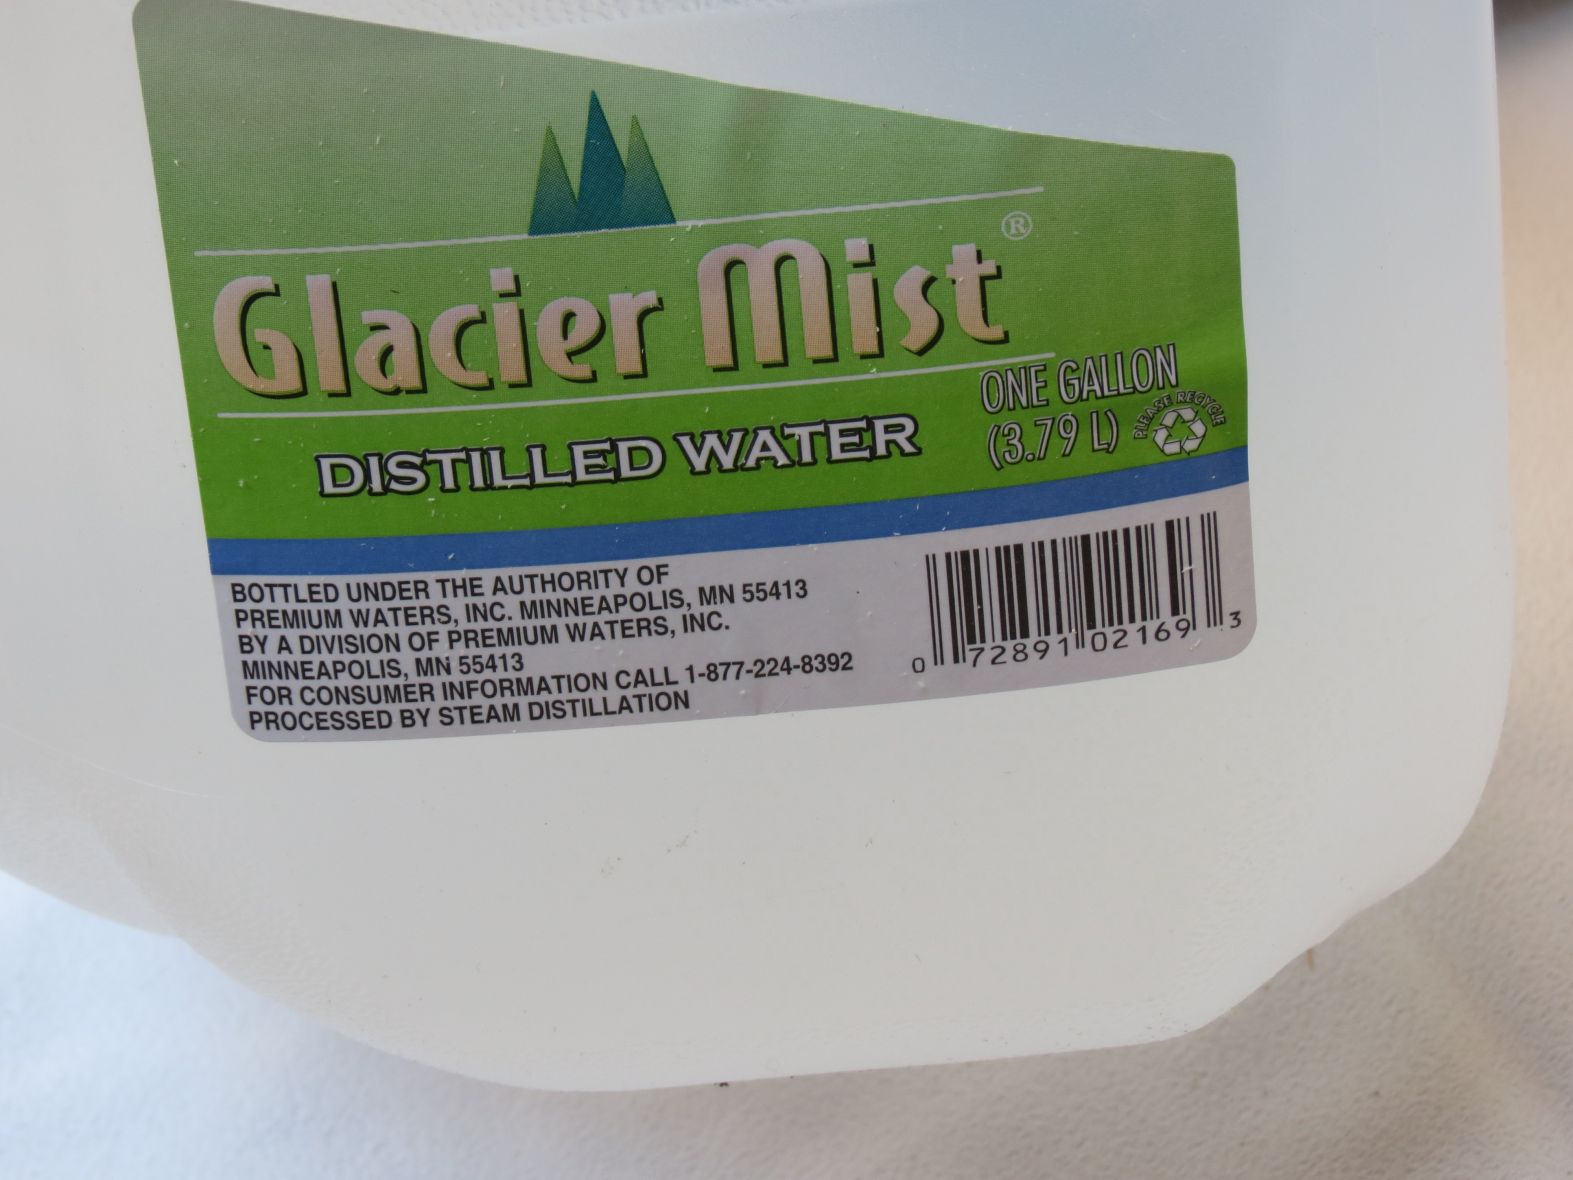 Glacier Mist®
DISTILLED WATER
ONE GALLON
(3.79 L)
PLEASE RECYCLE
BOTTLED UNDER THE AUTHORITY OF
PREMIUM WATERS, INC. MINNEAPOLIS, MN 55413
BY A DIVISION OF PREMIUM WATERS, INC.
MINNEAPOLIS, MN 55413
FOR CONSUMER INFORMATION CALL 1-877-224-8392
PROCESSED BY STEAM DISTILLATION
0 72891 02169 3